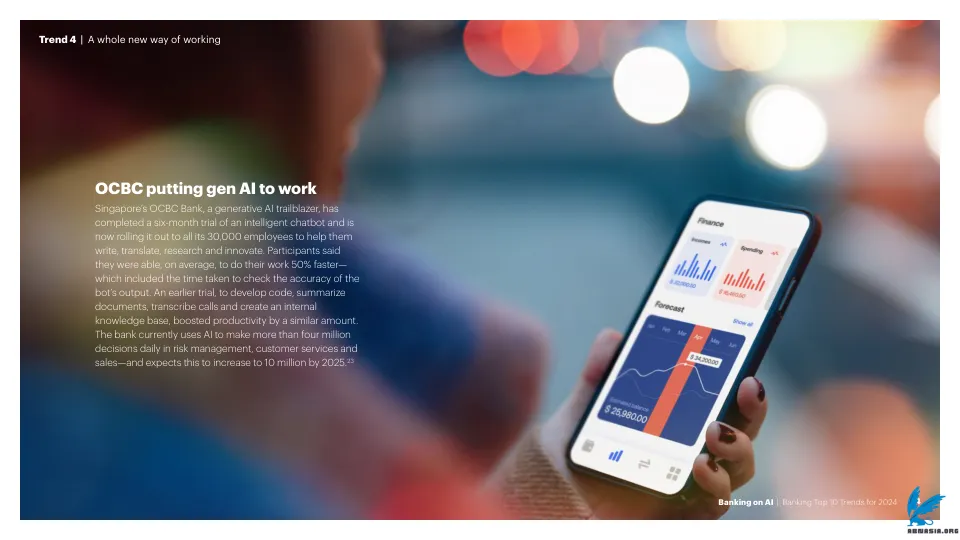 Trend 4 | A whole new way of working
OCBC putting gen AI to work
Singapore's OCBC Bank, a generative AI trailblazer, has
completed a six-month trial of an intelligent chatbot and is
now rolling it out to all its 30,000 employees to help them
write, translate, research and innovate. Participants said
they were able, on average, to do their work 50% faster—
which included the time taken to check the accuracy of the
bot's output. An earlier trial, to develop code, summarize
documents, transcribe calls and create an internal
knowledge base, boosted productivity by a similar amount.
The bank currently uses AI to make more than four million
decisions daily in risk management, customer services and
sales—and expects this to increase to 10 million by 2025.²³
Finance
Incomes
Spending
Forecast
Show all
Jan Feb Mar Apr May Jun
$ 24,200.00
Estimated balance
$ 25,980.00
Banking on AI | Banking Top 10 Trends for 2024
ABNASIA.ORG